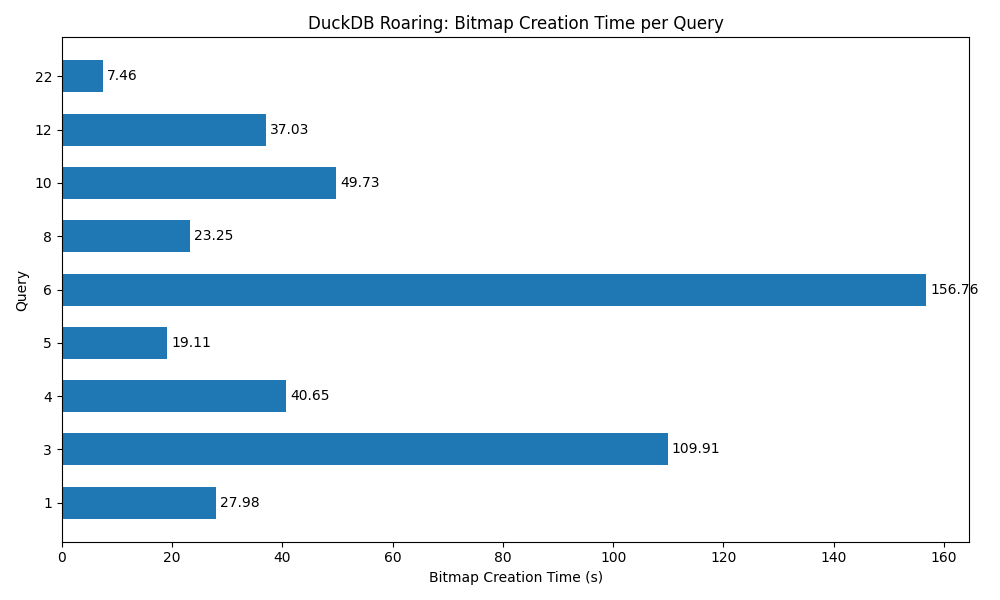 DuckDB Roaring: Bitmap Creation Time per Query
Query
22 7.46
12 37.03
10 49.73
8 23.25
6 156.76
5 19.11
4 40.65
3 109.91
1 27.98
0 20 40 60 80 100 120 140 160
Bitmap Creation Time (s)